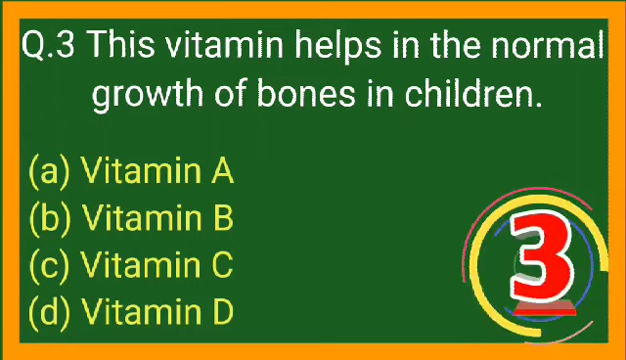 Q.3 This vitamin helps in the normal
growth of bones in children.
(a) Vitamin A
(b) Vitamin B
(c) Vitamin C
(d) Vitamin D
3